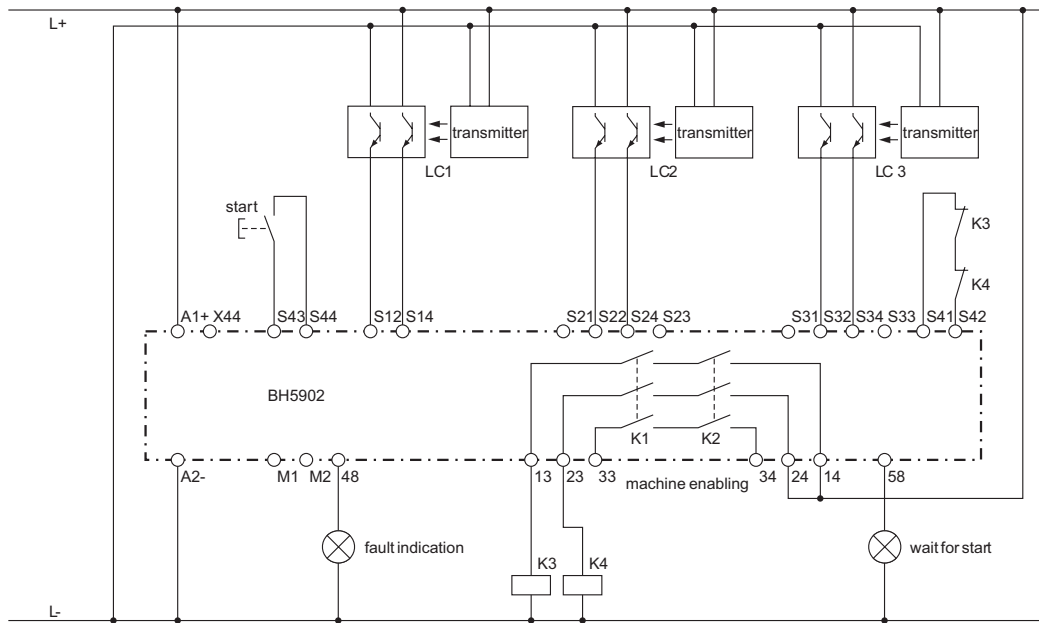 L+
transmitter
transmitter
transmitter
LC1
LC2
LC 3
start
K3
K4
A1+ X44
S43 S44
S12 S14
S21 S22 S24 S23
S31 S32 S34 S33 S41 S42
BH5902
K1
K2
A2-
M1
M2
48
13
23
33
machine enabling
34
24
14
58
fault indication
K3
K4
wait for start
L-